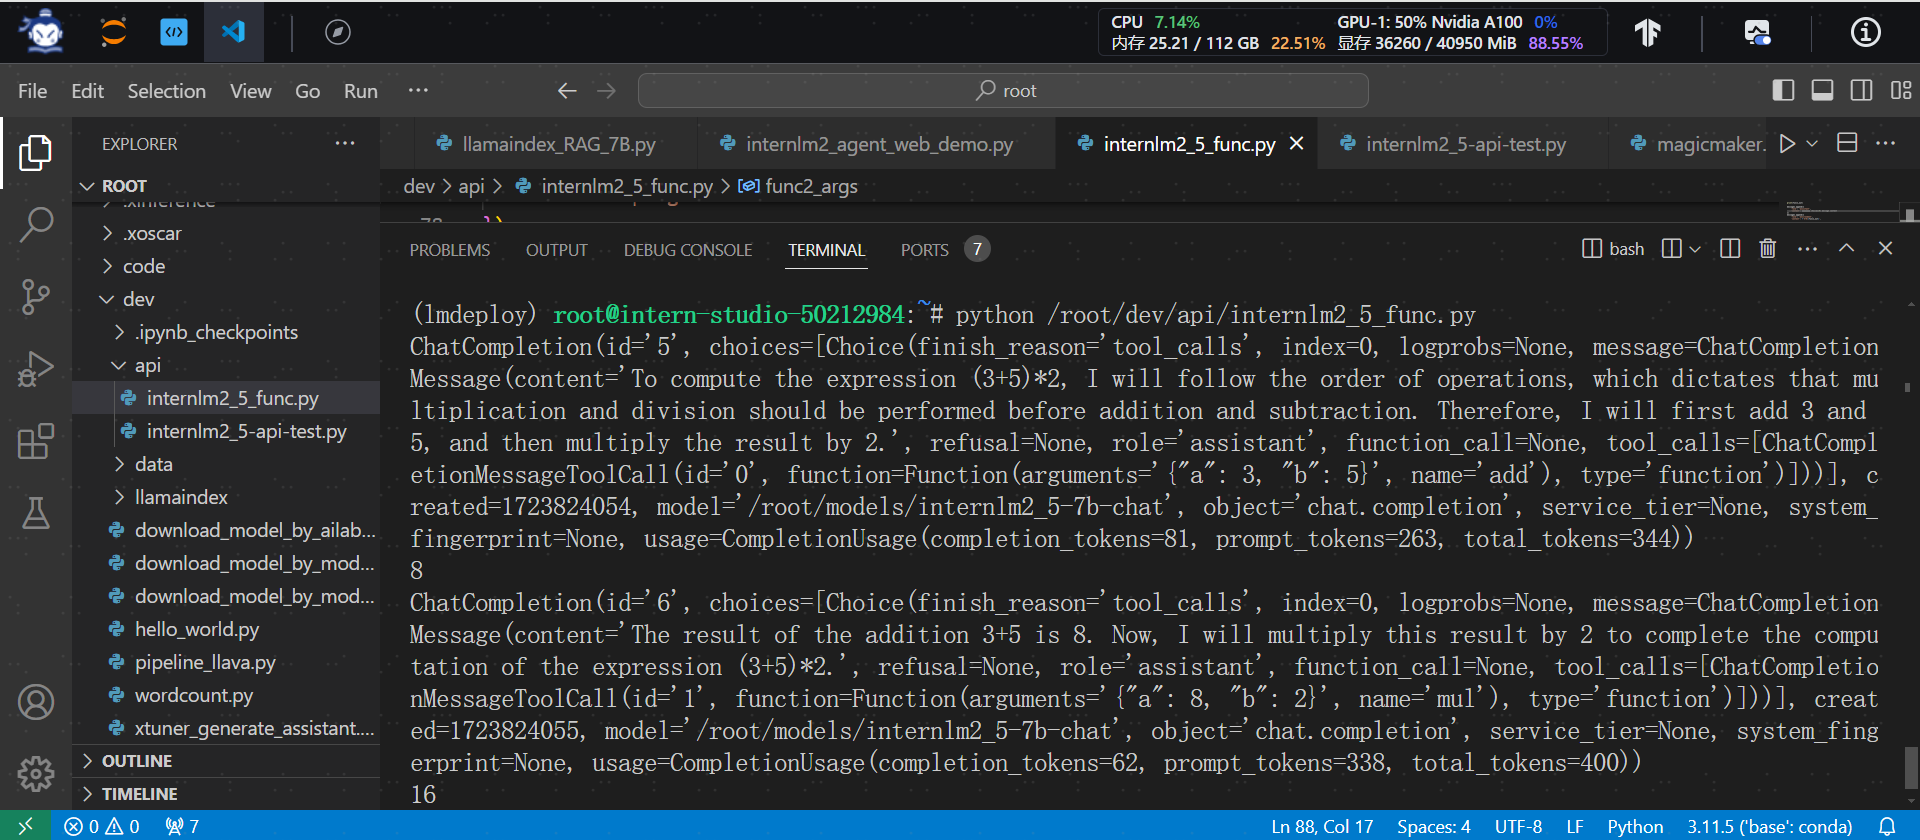 CPU 7.14% GPU-1: 50% Nvidia A100 0%
内存 25.21 / 112 GB 22.51% 显存 36260 / 40950 MiB 88.55%
File Edit Selection View Go Run ··· root
EXPLORER ···
llamaindex_RAG_7B.py internlm2_agent_web_demo.py internlm2_5_func.py internlm2_5-api-test.py magicmaker.
ROOT
dev > api > internlm2_5_func.py > func2_args
.xinference
.xoscar
code
dev
.ipynb_checkpoints
api
internlm2_5_func.py
internlm2_5-api-test.py
data
llamaindex
download_model_by_ailab...
download_model_by_mod...
download_model_by_mod...
hello_world.py
pipeline_llava.py
wordcount.py
xtuner_generate_assistant....
OUTLINE
TIMELINE
})
PROBLEMS OUTPUT DEBUG CONSOLE TERMINAL PORTS 7 bash
(lmdeploy) root@intern-studio-50212984:~# python /root/dev/api/internlm2_5_func.py
ChatCompletion(id='5', choices=[Choice(finish_reason='tool_calls', index=0, logprobs=None, message=ChatCompletion
Message(content='To compute the expression (3+5)*2, I will follow the order of operations, which dictates that mu
ltiplication and division should be performed before addition and subtraction. Therefore, I will first add 3 and
5, and then multiply the result by 2.', refusal=None, role='assistant', function_call=None, tool_calls=[ChatCompl
etionMessageToolCall(id='0', function=Function(arguments='{"a": 3, "b": 5}', name='add'), type='function')]))], c
reated=1723824054, model='/root/models/internlm2_5-7b-chat', object='chat.completion', service_tier=None, system_
fingerprint=None, usage=CompletionUsage(completion_tokens=81, prompt_tokens=263, total_tokens=344))
8
ChatCompletion(id='6', choices=[Choice(finish_reason='tool_calls', index=0, logprobs=None, message=ChatCompletion
Message(content='The result of the addition 3+5 is 8. Now, I will multiply this result by 2 to complete the compu
tation of the expression (3+5)*2.', refusal=None, role='assistant', function_call=None, tool_calls=[ChatCompletio
nMessageToolCall(id='1', function=Function(arguments='{"a": 8, "b": 2}', name='mul'), type='function')]))], creat
ed=1723824055, model='/root/models/internlm2_5-7b-chat', object='chat.completion', service_tier=None, system_fing
erprint=None, usage=CompletionUsage(completion_tokens=62, prompt_tokens=338, total_tokens=400))
16
0 0 7 Ln 88, Col 17 Spaces: 4 UTF-8 LF Python 3.11.5 ('base': conda)